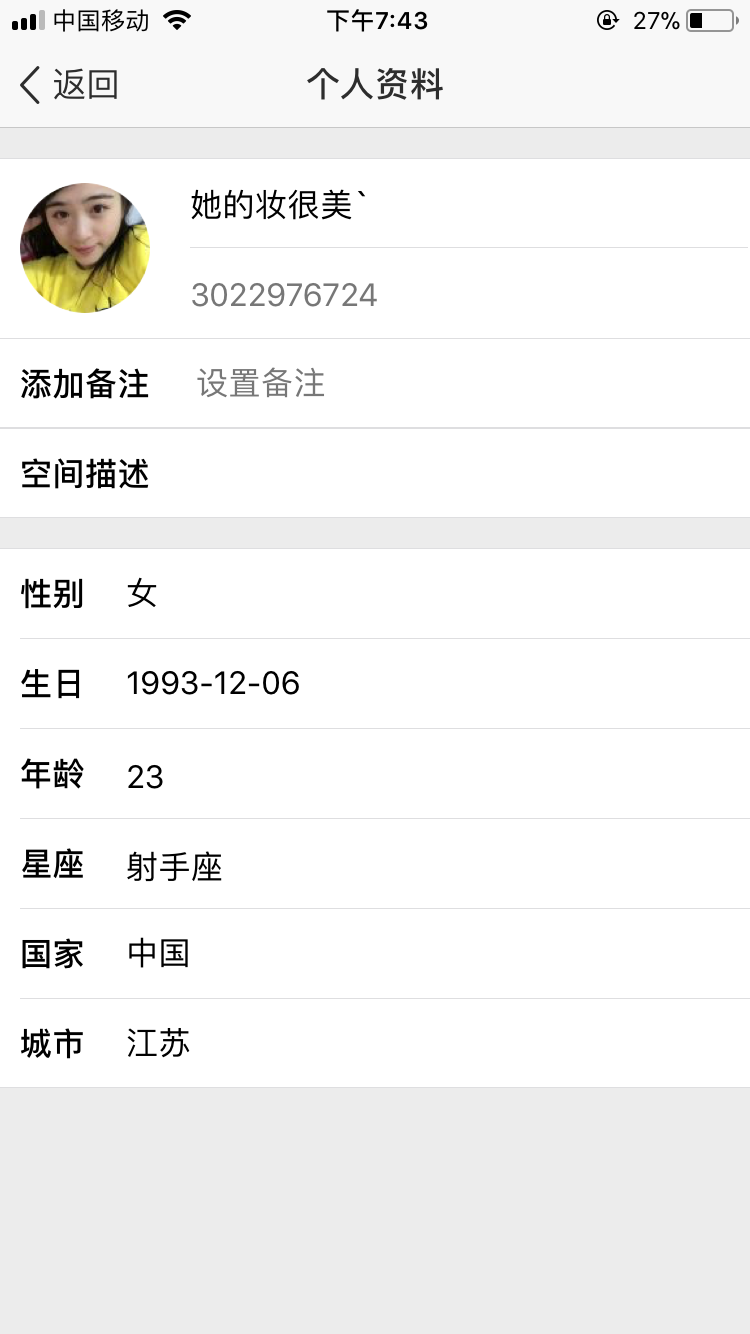 中国移动 下午7:43 27%
返回 个人资料
她的妆很美`
3022976724
添加备注 设置备注
空间描述
性别 女
生日 1993-12-06
年龄 23
星座 射手座
国家 中国
城市 江苏